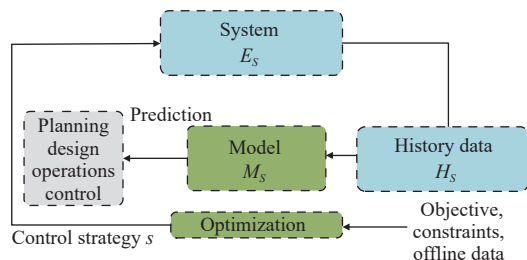 System
E_S
Prediction
Planning
design
operations
control
Model
M_S
History data
H_S
Optimization
Objective,
constraints,
offline data
Control strategy s